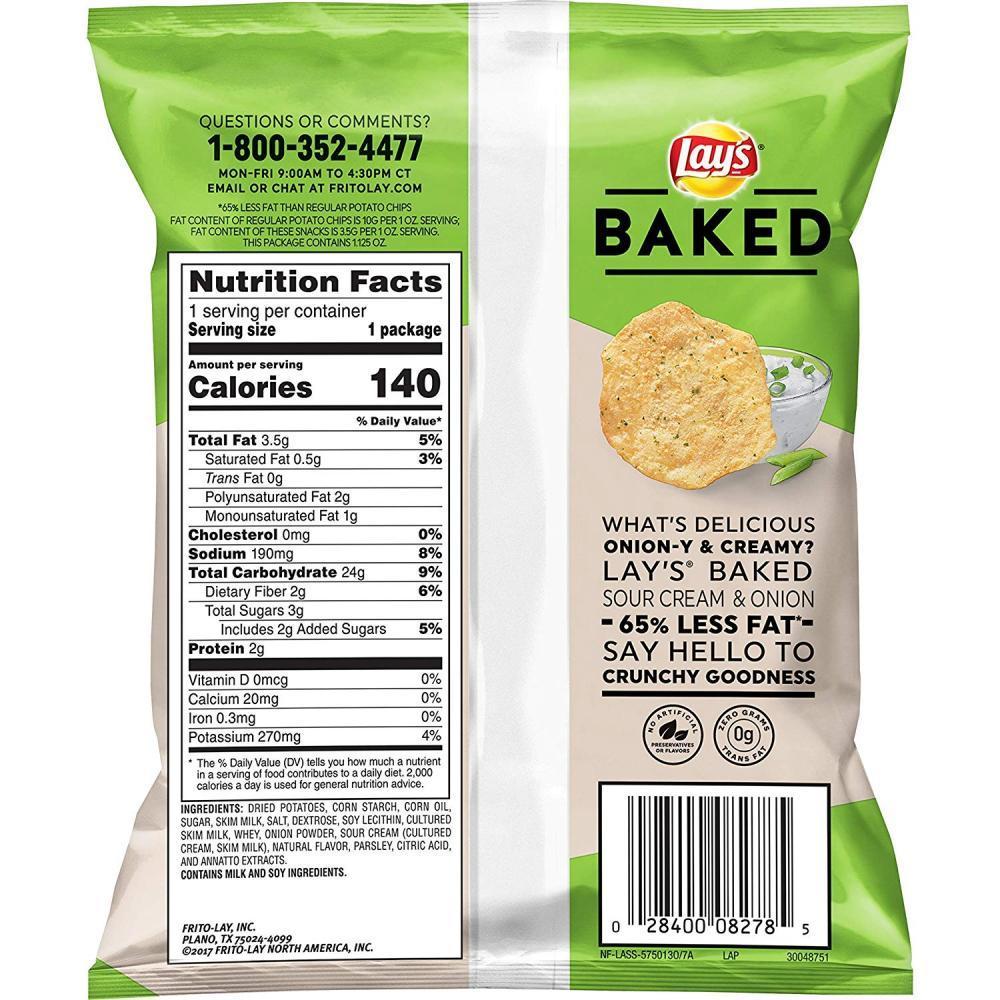 QUESTIONS OR COMMENTS?
1-800-352-4477
MON-FRI 9:00AM TO 4:30PM CT
EMAIL OR CHAT AT FRITOLAY.COM
*65% LESS FAT THAN REGULAR POTATO CHIPS
FAT CONTENT OF REGULAR POTATO CHIPS IS 10G PER 1 OZ. SERVING;
FAT CONTENT OF THESE SNACKS IS 3.5G PER 1 OZ. SERVING.
THIS PACKAGE CONTAINS 1.125 OZ.
Nutrition Facts
1 serving per container
Serving size 1 package
Amount per serving
Calories 140
% Daily Value*
Total Fat 3.5g 5%
Saturated Fat 0.5g 3%
Trans Fat 0g
Polyunsaturated Fat 2g
Monounsaturated Fat 1g
Cholesterol 0mg 0%
Sodium 190mg 8%
Total Carbohydrate 24g 9%
Dietary Fiber 2g 6%
Total Sugars 3g
Includes 2g Added Sugars 5%
Protein 2g
Vitamin D 0mcg 0%
Calcium 20mg 0%
Iron 0.3mg 0%
Potassium 270mg 4%
* The % Daily Value (DV) tells you how much a nutrient
in a serving of food contributes to a daily diet. 2,000
calories a day is used for general nutrition advice.
INGREDIENTS: DRIED POTATOES, CORN STARCH, CORN OIL,
SUGAR, SKIM MILK, SALT, DEXTROSE, SOY LECITHIN, CULTURED
SKIM MILK, WHEY, ONION POWDER, SOUR CREAM (CULTURED
CREAM, SKIM MILK), NATURAL FLAVOR, PARSLEY, CITRIC ACID,
AND ANNATTO EXTRACTS.
CONTAINS MILK AND SOY INGREDIENTS.
FRITO-LAY, INC.
PLANO, TX 75024-4099
©2017 FRITO-LAY NORTH AMERICA, INC.
Lay's®
BAKED
WHAT'S DELICIOUS
ONION-Y & CREAMY?
LAY'S® BAKED
SOUR CREAM & ONION
- 65% LESS FAT*-
SAY HELLO TO
CRUNCHY GOODNESS
NO ARTIFICIAL
PRESERVATIVES
OR FLAVORS
ZERO GRAMS
0g
TRANS FAT
0 28400 08278 5
NF-LASS-5750130/7A LAP 30048751